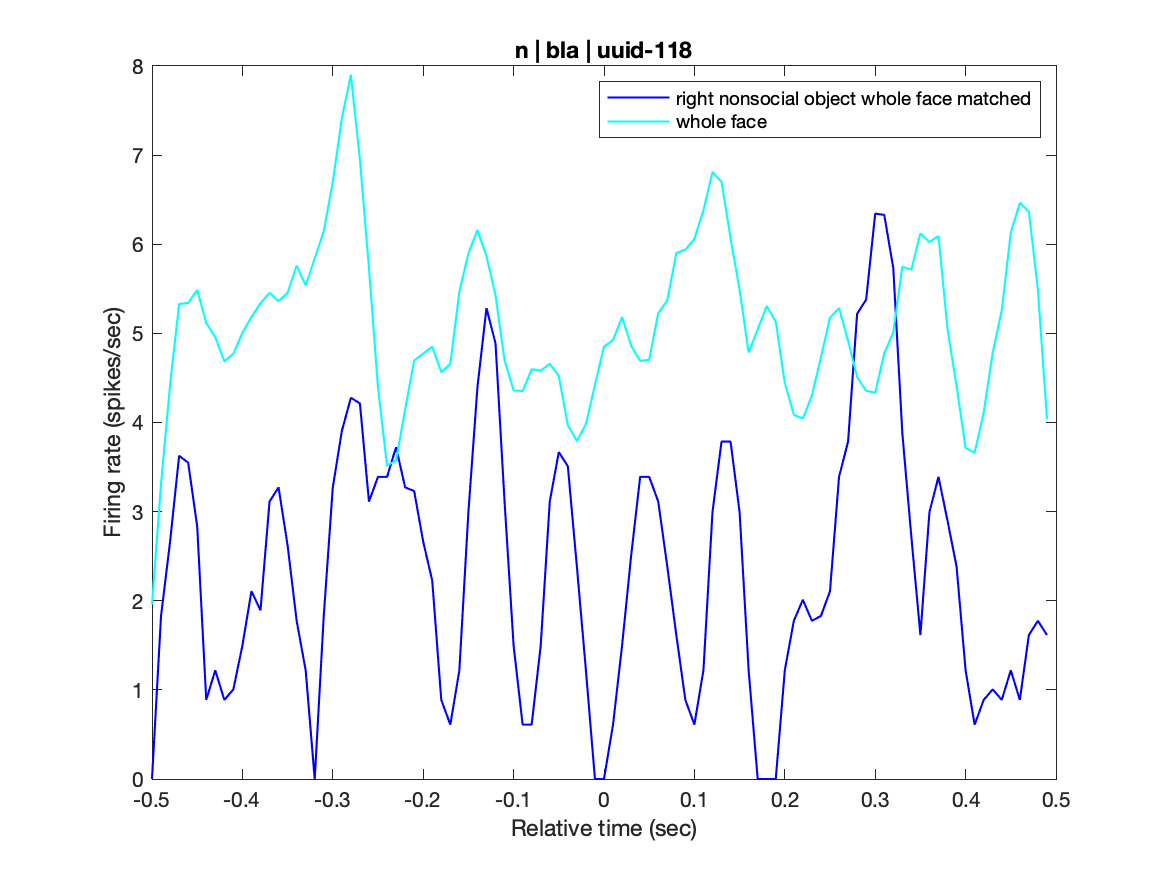 n | bla | uuid-118
right nonsocial object whole face matched
whole face
Firing rate (spikes/sec)
8
7
6
5
4
3
2
1
0
-0.5 -0.4 -0.3 -0.2 -0.1 0 0.1 0.2 0.3 0.4 0.5
Relative time (sec)